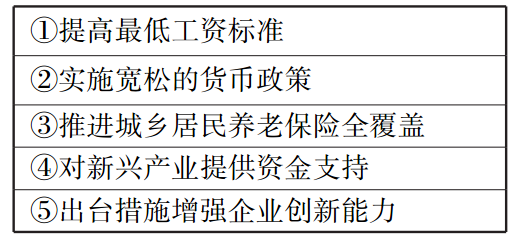 ①提高最低工资标准
②实施宽松的货币政策
③推进城乡居民养老保险全覆盖
④对新兴产业提供资金支持
⑤出台措施增强企业创新能力